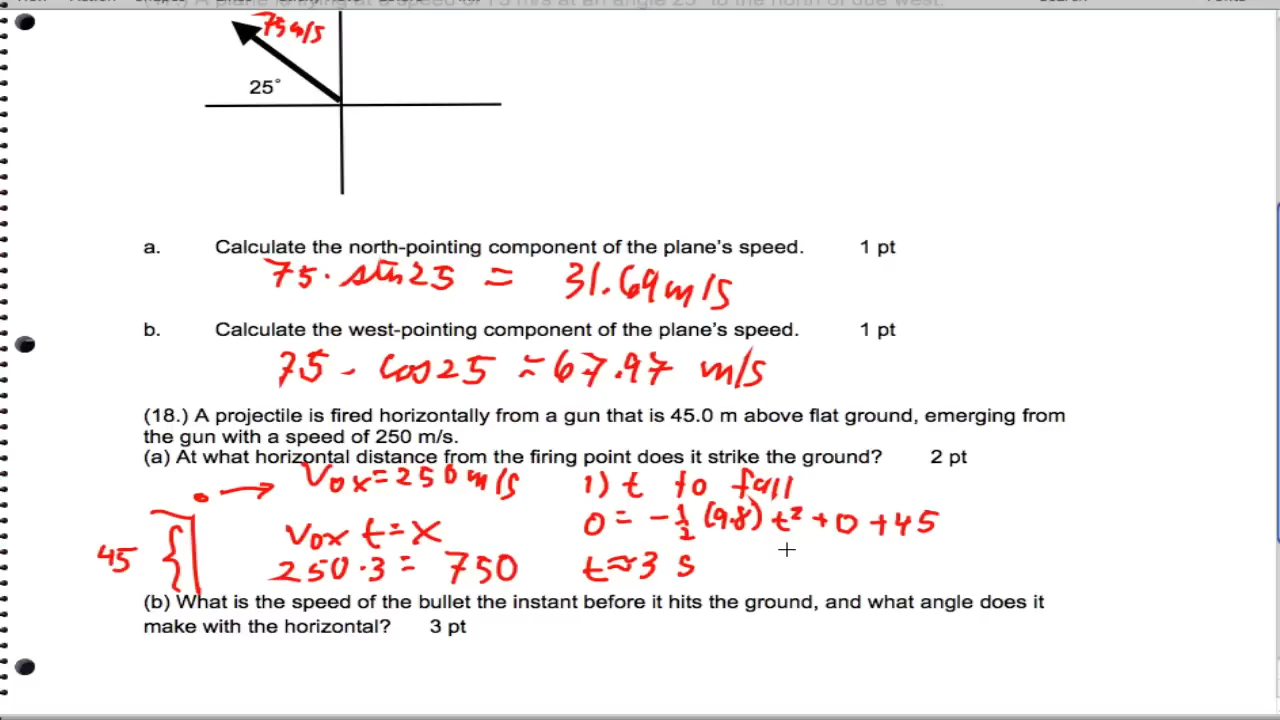 75 m/s
25°
a. Calculate the north-pointing component of the plane's speed. 1 pt
75 · sin 25 = 31.69 m/s
b. Calculate the west-pointing component of the plane's speed. 1 pt
75 - cos 25 = 67.97 m/s
(18.) A projectile is fired horizontally from a gun that is 45.0 m above flat ground, emerging from
the gun with a speed of 250 m/s.
(a) At what horizontal distance from the firing point does it strike the ground? 2 pt
Vox = 250 m/s 1) t to fall
Vox t = x 0 = - 1/2 (9.8) t² + 0 + 45
45 250 · 3 = 750 t ≈ 3 s
(b) What is the speed of the bullet the instant before it hits the ground, and what angle does it
make with the horizontal? 3 pt